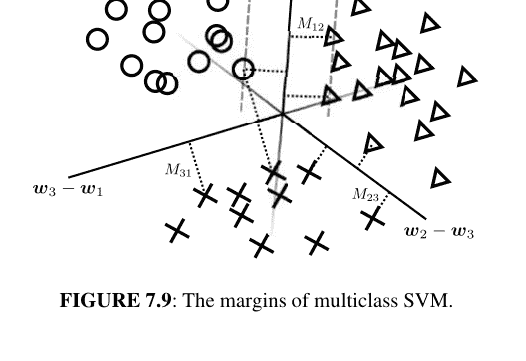 M12
M31
w3 − w1
M23
w2 − w3
FIGURE 7.9: The margins of multiclass SVM.